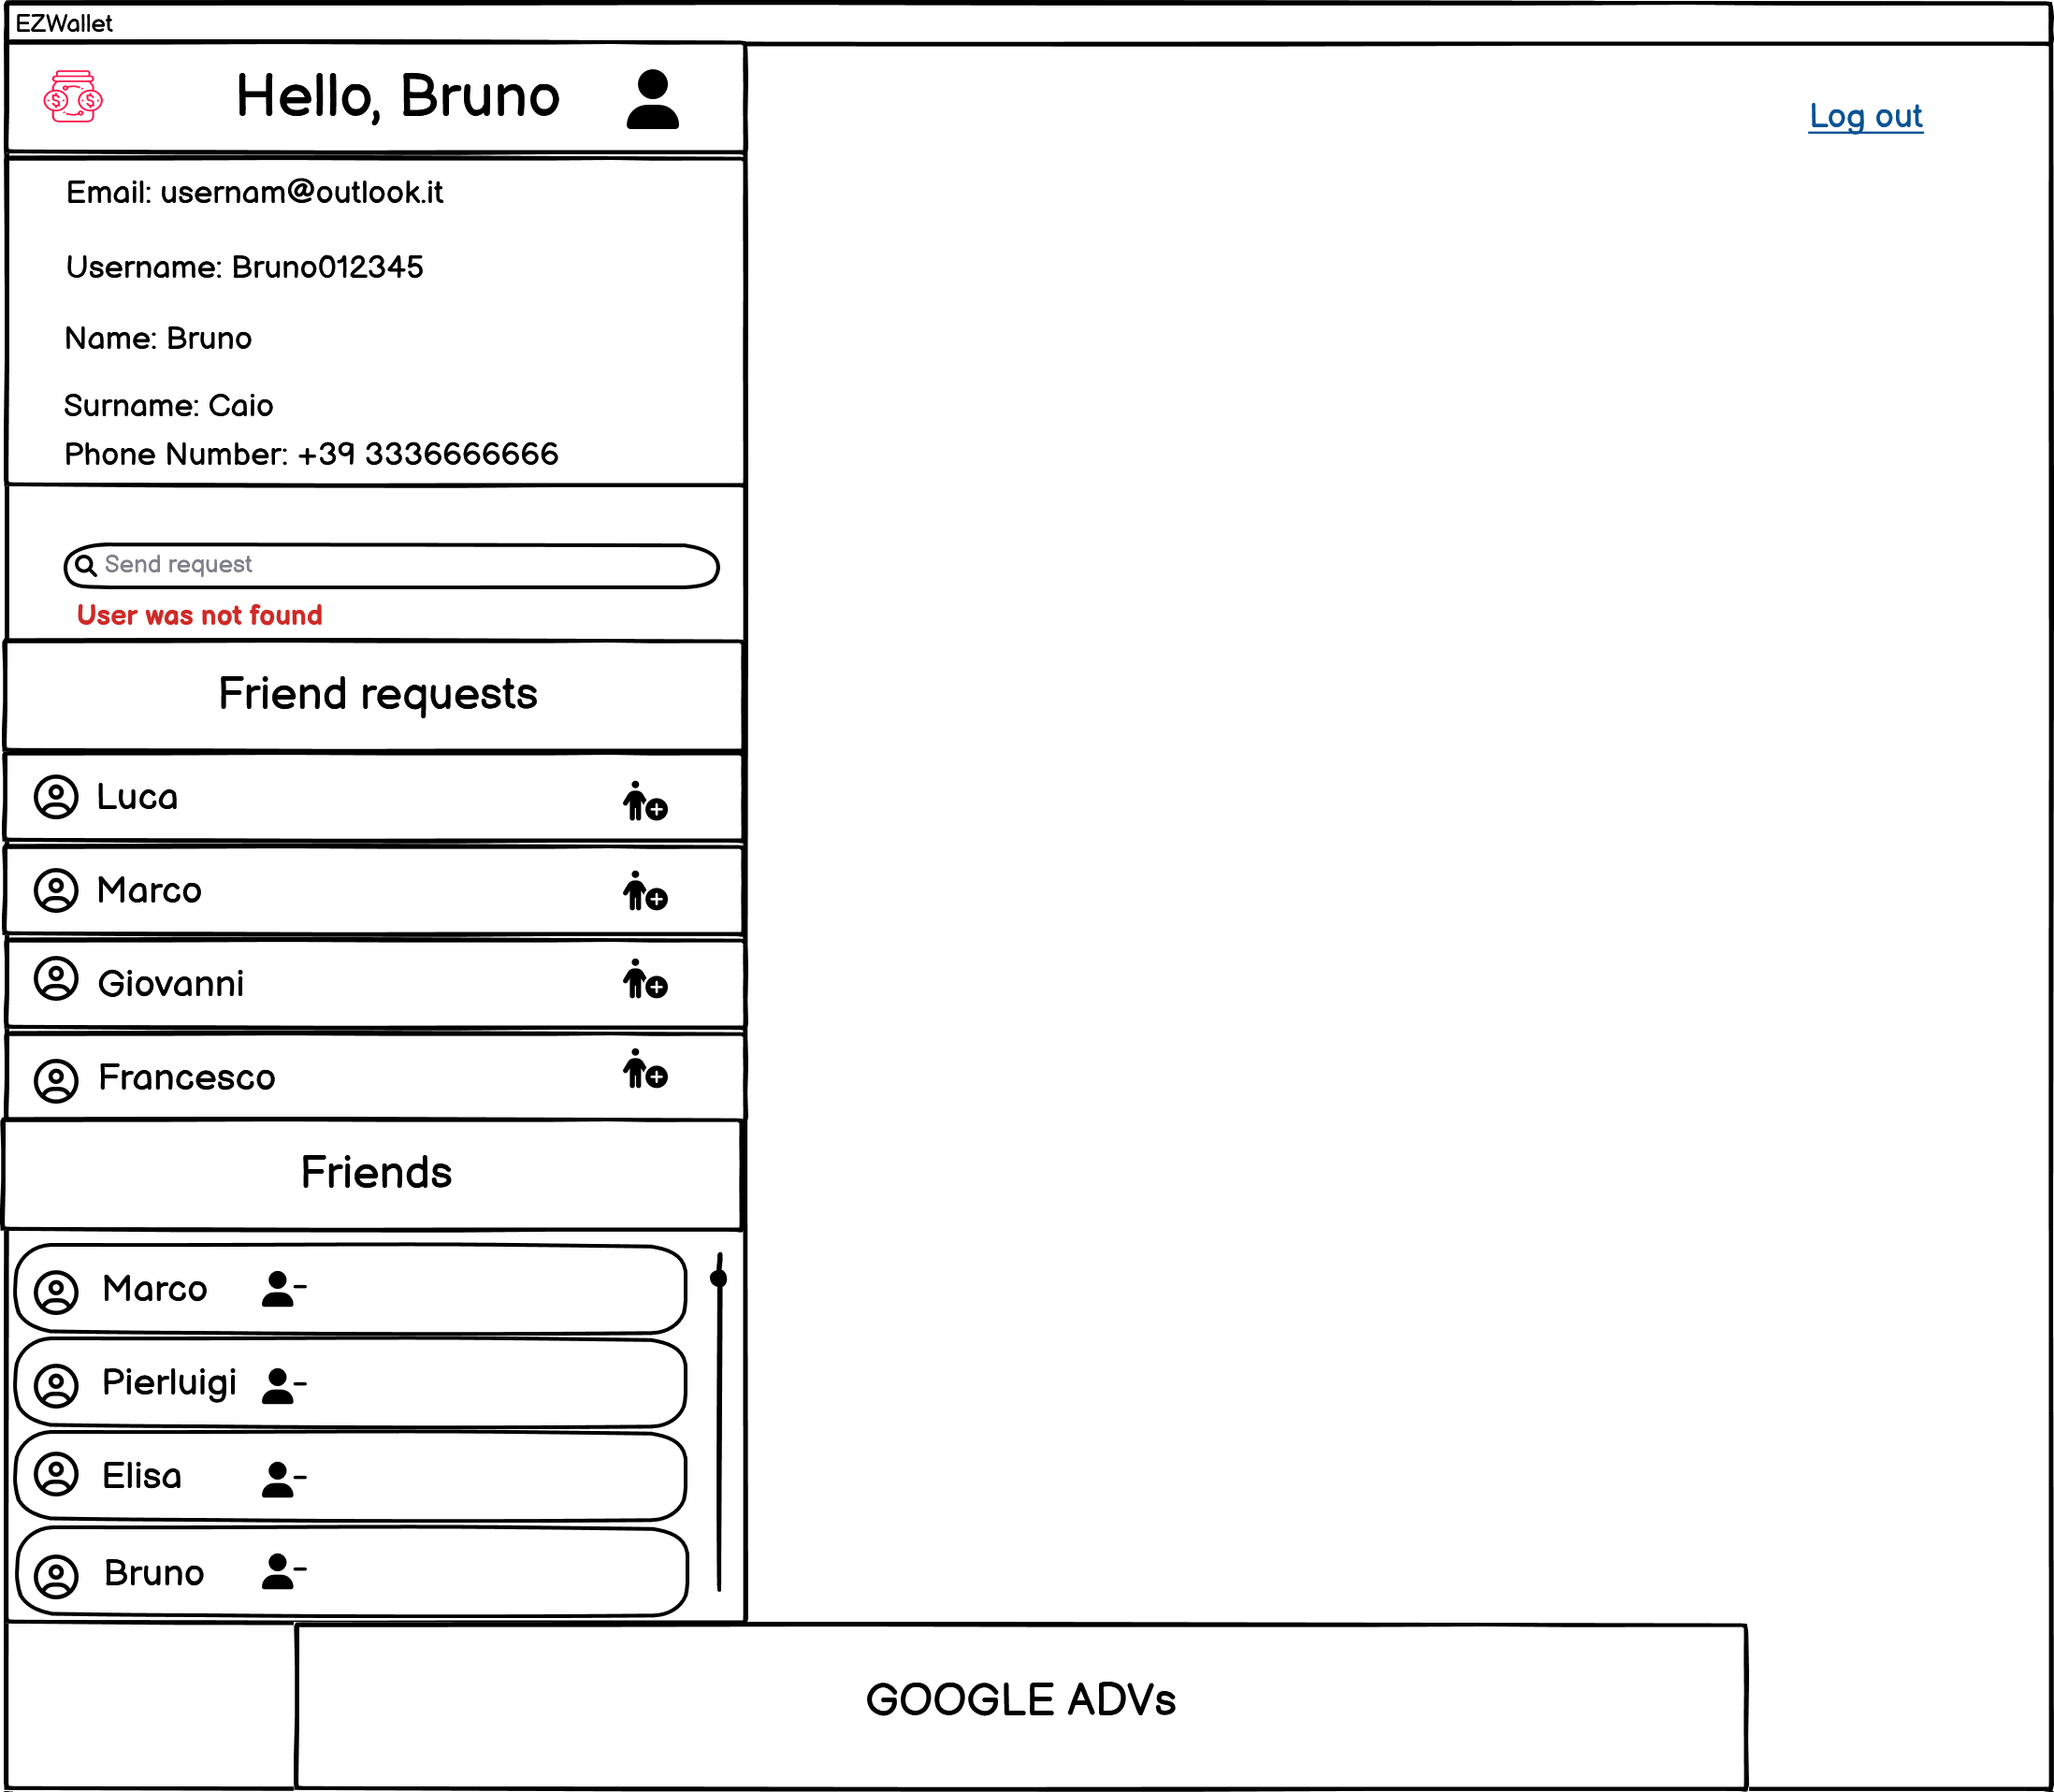 EZWallet
Hello, Bruno
Log out
Email: usernam@outlook.it
Username: Bruno012345
Name: Bruno
Surname: Caio
Phone Number: +39 3336666666
Send request
User was not found
Friend requests
Luca
Marco
Giovanni
Francesco
Friends
Marco
Pierluigi
Elisa
Bruno
GOOGLE ADVs